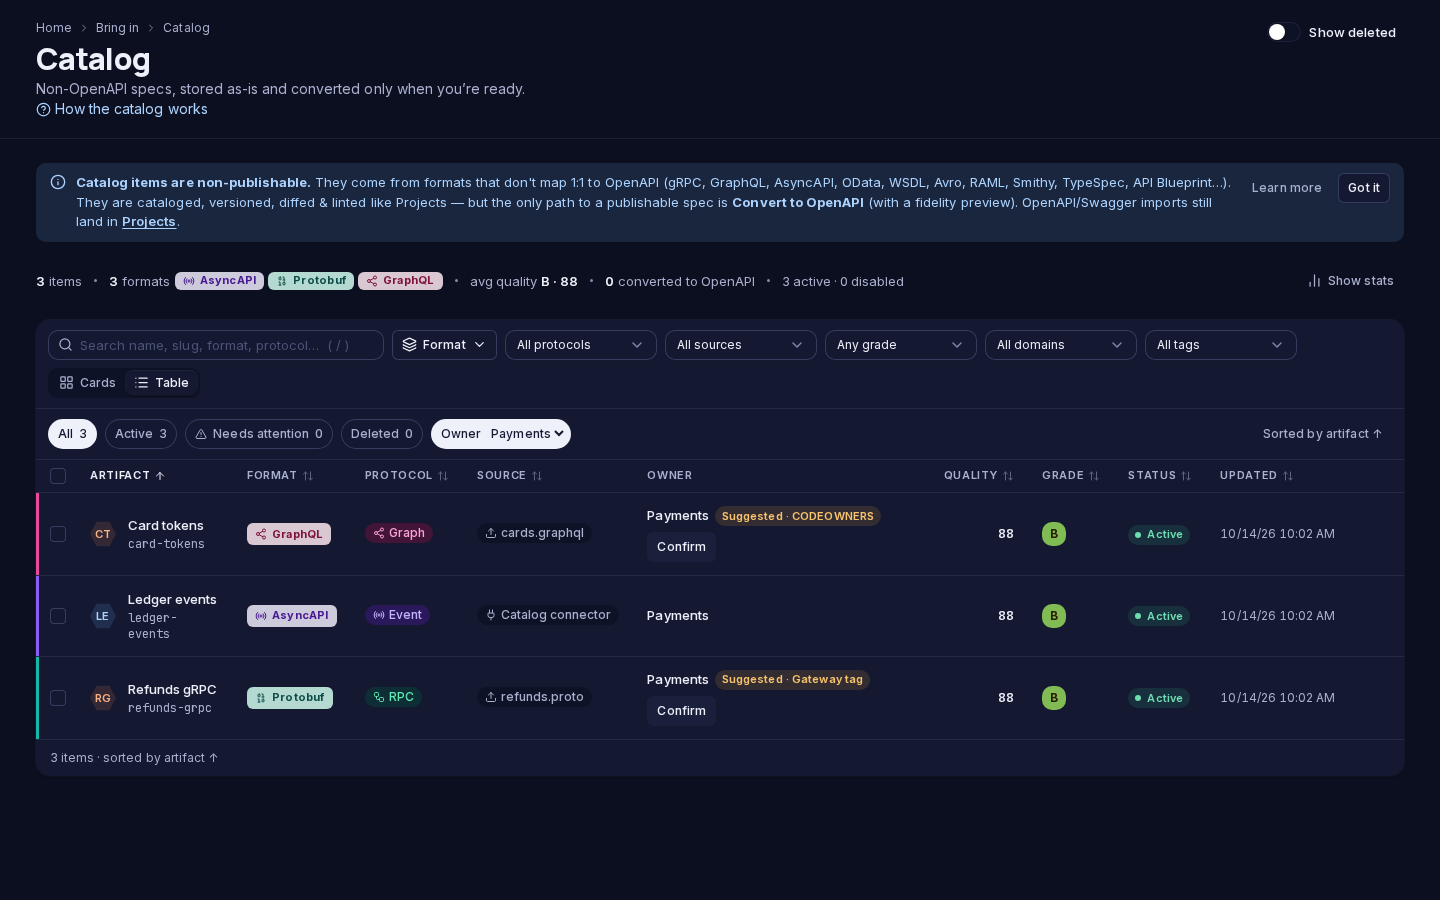 Home > Bring in > Catalog
Catalog
Show deleted
Non-OpenAPI specs, stored as-is and converted only when you're ready.
How the catalog works
Catalog items are non-publishable. They come from formats that don't map 1:1 to OpenAPI (gRPC, GraphQL, AsyncAPI, OData, WSDL, Avro, RAML, Smithy, TypeSpec, API Blueprint...).
They are cataloged, versioned, diffed & linted like Projects — but the only path to a publishable spec is Convert to OpenAPI (with a fidelity preview). OpenAPI/Swagger imports still
land in Projects.
Learn more Got it
3 items • 3 formats AsyncAPI Protobuf GraphQL • avg quality B · 88 • 0 converted to OpenAPI • 3 active · 0 disabled Show stats
Search name, slug, format, protocol... ( / ) Format All protocols All sources Any grade All domains All tags
Cards Table
All 3 Active 3 Needs attention 0 Deleted 0 Owner Payments Sorted by artifact ↑
ARTIFACT ↑ FORMAT ↑↓ PROTOCOL ↑↓ SOURCE ↑↓ OWNER QUALITY ↑↓ GRADE ↑↓ STATUS ↑↓ UPDATED ↑↓
CT Card tokens GraphQL Graph cards.graphql Payments Suggested · CODEOWNERS 88 B Active 10/14/26 10:02 AM
card-tokens Confirm
LE Ledger events AsyncAPI Event Catalog connector Payments 88 B Active 10/14/26 10:02 AM
ledger-
events
RG Refunds gRPC Protobuf RPC refunds.proto Payments Suggested · Gateway tag 88 B Active 10/14/26 10:02 AM
refunds-grpc Confirm
3 items · sorted by artifact ↑